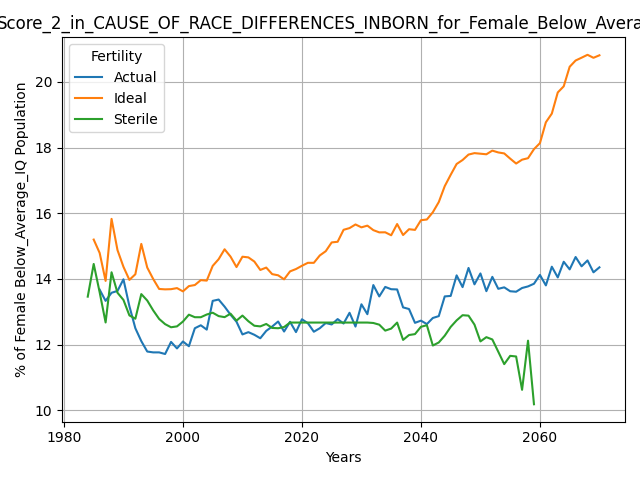 Score_2_in_CAUSE_OF_RACE_DIFFERENCES_INBORN_for_Female_Below_Avera
Fertility
Actual
Ideal
Sterile
% of Female Below_Average_IQ Population
20
18
16
14
12
10
1980
2000
2020
2040
2060
Years